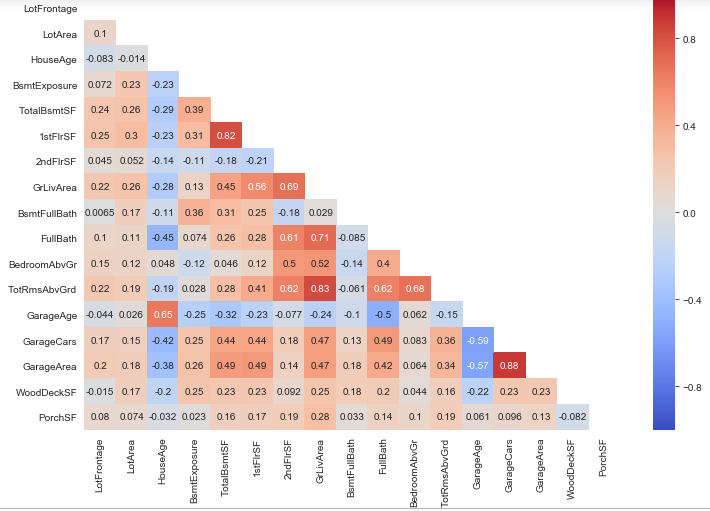 LotFrontage
LotArea 0.1
HouseAge -0.083 -0.014
BsmtExposure 0.072 0.23 -0.23
TotalBsmtSF 0.24 0.26 -0.29 0.39
1stFlrSF 0.25 0.3 -0.23 0.31 0.82
2ndFlrSF 0.045 0.052 -0.14 -0.11 -0.18 -0.21
GrLivArea 0.22 0.26 -0.28 0.13 0.45 0.56 0.69
BsmtFullBath 0.0065 0.17 -0.11 0.36 0.31 0.25 -0.18 0.029
FullBath 0.1 0.11 -0.45 0.074 0.26 0.28 0.61 0.71 -0.085
BedroomAbvGr 0.15 0.12 0.048 -0.12 0.046 0.12 0.5 0.52 -0.14 0.4
TotRmsAbvGrd 0.22 0.19 -0.19 0.028 0.28 0.41 0.62 0.83 -0.061 0.62 0.68
GarageAge -0.044 0.026 0.65 -0.25 -0.32 -0.23 -0.077 -0.24 -0.1 -0.5 0.062 -0.15
GarageCars 0.17 0.15 -0.42 0.25 0.44 0.44 0.18 0.47 0.13 0.49 0.083 0.36 -0.59
GarageArea 0.2 0.18 -0.38 0.26 0.49 0.49 0.14 0.47 0.18 0.42 0.064 0.34 -0.57 0.88
WoodDeckSF -0.015 0.17 -0.2 0.25 0.23 0.23 0.092 0.25 0.18 0.2 0.044 0.16 -0.22 0.23 0.23
PorchSF 0.08 0.074 -0.032 0.023 0.16 0.17 0.19 0.28 0.033 0.14 0.1 0.19 0.061 0.096 0.13 -0.082
LotFrontage
LotArea
HouseAge
BsmtExposure
TotalBsmtSF
1stFlrSF
2ndFlrSF
GrLivArea
BsmtFullBath
FullBath
BedroomAbvGr
TotRmsAbvGrd
GarageAge
GarageCars
GarageArea
WoodDeckSF
PorchSF
0.8
0.4
0.0
−0.4
−0.8